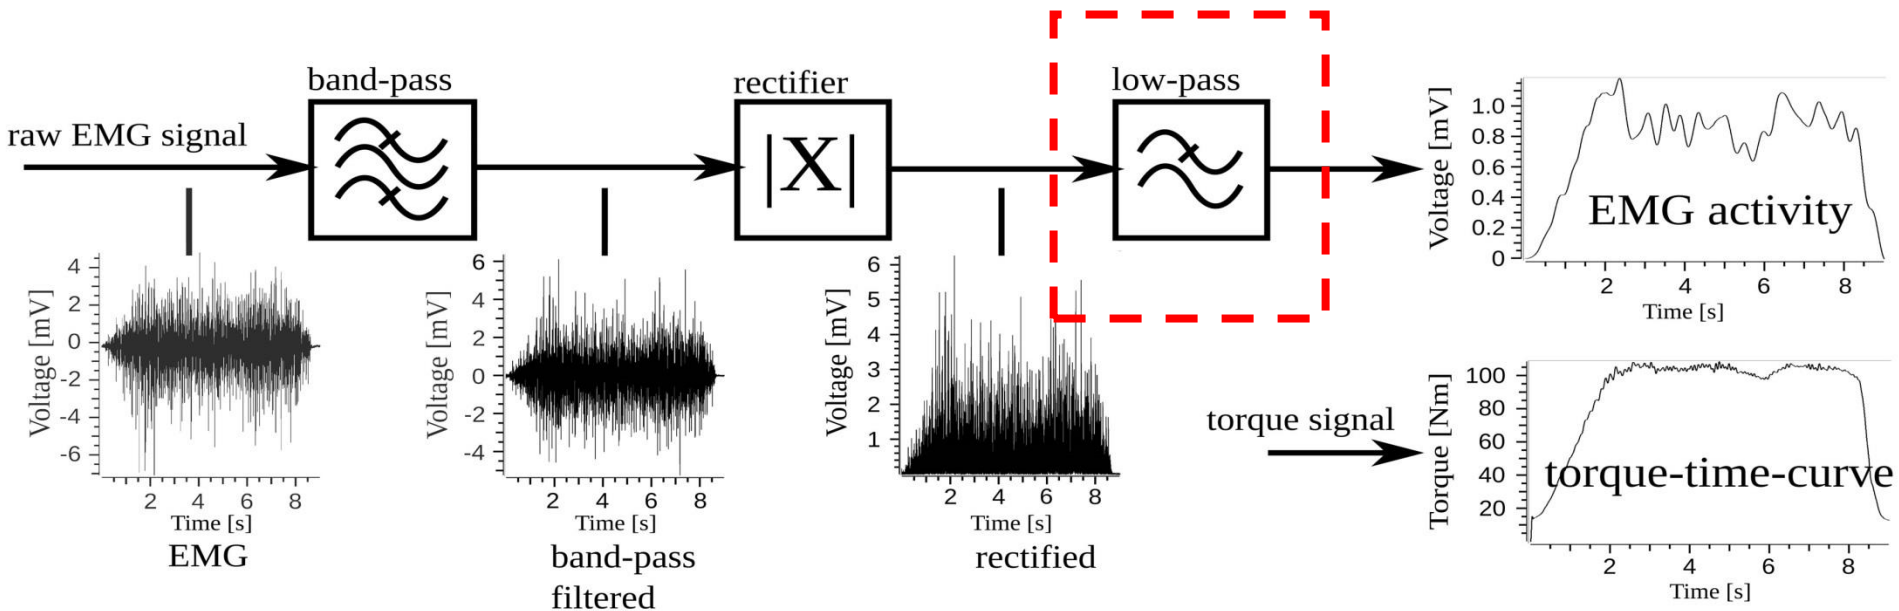 band-pass
rectifier
low-pass
raw EMG signal
|X|
Voltage [mV]
1.0
0.8
0.6
0.4
0.2
0
EMG activity
2 4 6 8
Time [s]
Voltage [mV]
4
2
0
-2
-4
-6
2 4 6 8
Time [s]
EMG
Voltage [mV]
6
4
2
0
-2
-4
2 4 6 8
Time [s]
band-pass
filtered
Voltage [mV]
6
5
4
3
2
1
2 4 6 8
Time [s]
rectified
torque signal
Torque [Nm]
100
80
60
40
20
torque-time-curve
2 4 6 8
Time [s]